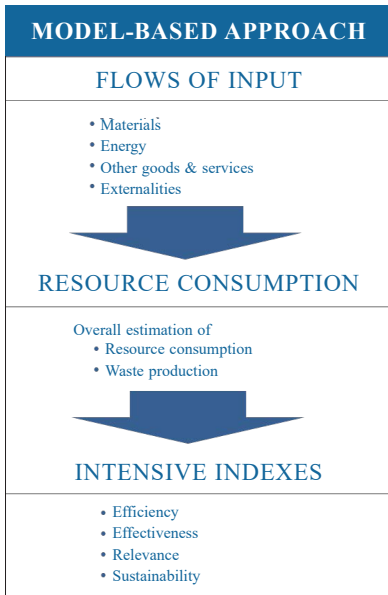 MODEL-BASED APPROACH
FLOWS OF INPUT
• Materials
• Energy
• Other goods & services
• Externalities
RESOURCE CONSUMPTION
Overall estimation of
• Resource consumption
• Waste production
INTENSIVE INDEXES
• Efficiency
• Effectiveness
• Relevance
• Sustainability